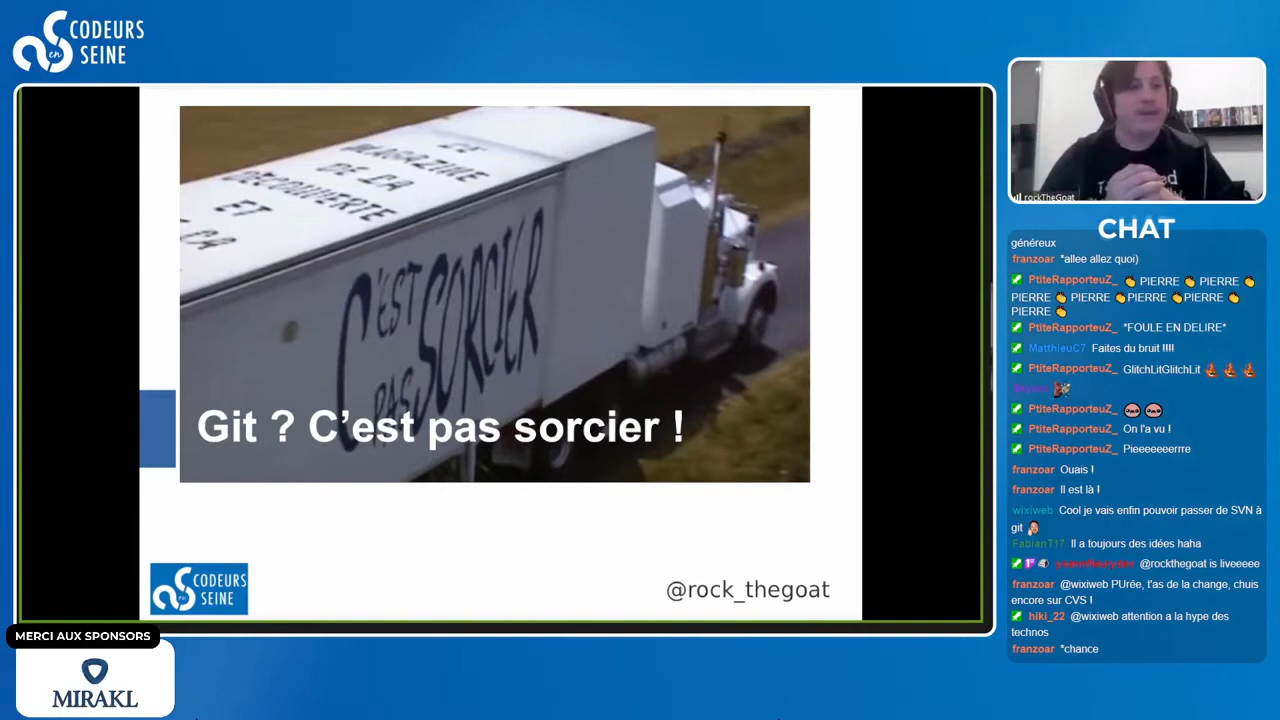 CODEURS
en
SEINE
LE
MAGAZINE
DE LA
DÉCOUVERTE
ET
DE LA
C'EST
PAS
SORCIER
Git ? C’est pas sorcier !
CODEURS
en
SEINE
@rock_thegoat
MERCI AUX SPONSORS
MIRAKL
rockTheGoat
CHAT
généreux
franzoar *allee allez quoi)
PtiteRapporteuZ_ PIERRE PIERRE
PIERRE PIERRE PIERRE PIERRE
PIERRE
PtiteRapporteuZ_ *FOULE EN DELIRE*
MatthieuC7 Faites du bruit !!!!
PtiteRapporteuZ_ GlitchLitGlitchLit
PtiteRapporteuZ_
PtiteRapporteuZ_ On l'a vu !
PtiteRapporteuZ_ Pieeeeeeerrre
franzoar Ouais !
franzoar Il est là !
wixiweb Cool je vais enfin pouvoir passer de SVN à
git
FabianT17 Il a toujours des idées haha
@rockthegoat is liveeeee
franzoar @wixiweb PUrée, t'as de la change, chuis
encore sur CVS !
hiki_22 @wixiweb attention a la hype des
technos
franzoar *chance